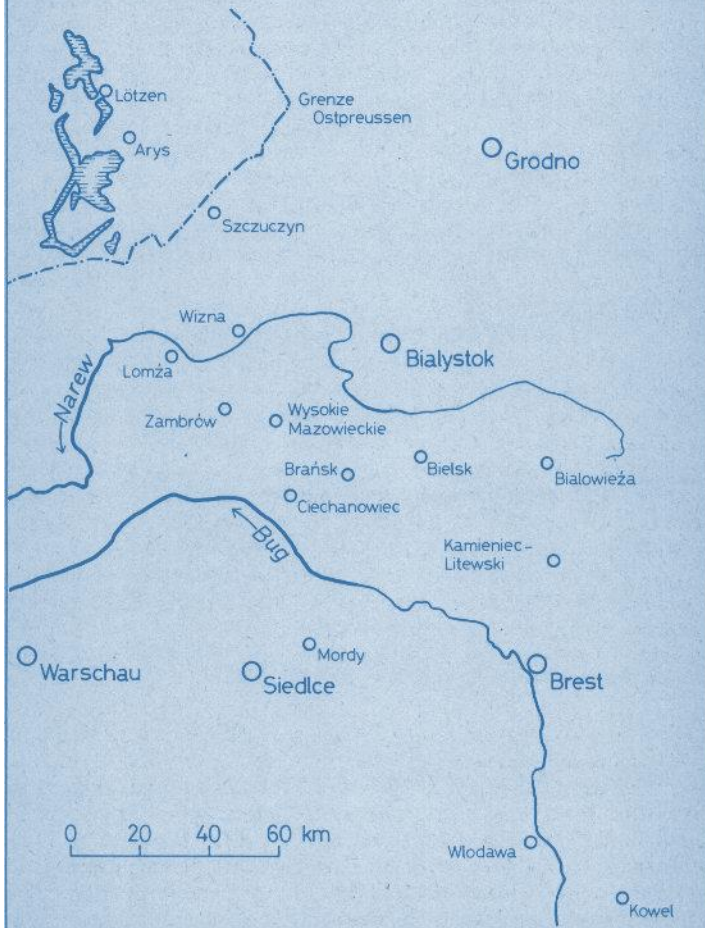 Lötzen
Grenze
Ostpreussen
Arys
Grodno
Szczuczyn
Wizna
Bialystok
Lomża
Narew
Zambrów
Wysokie
Mazowieckie
Brańsk
Bielsk
Bialowieża
Ciechanowiec
Bug
Kamieniec-
Litewski
Mordy
Warschau
Siedlce
Brest
0 20 40 60 km
Wlodawa
Kowel